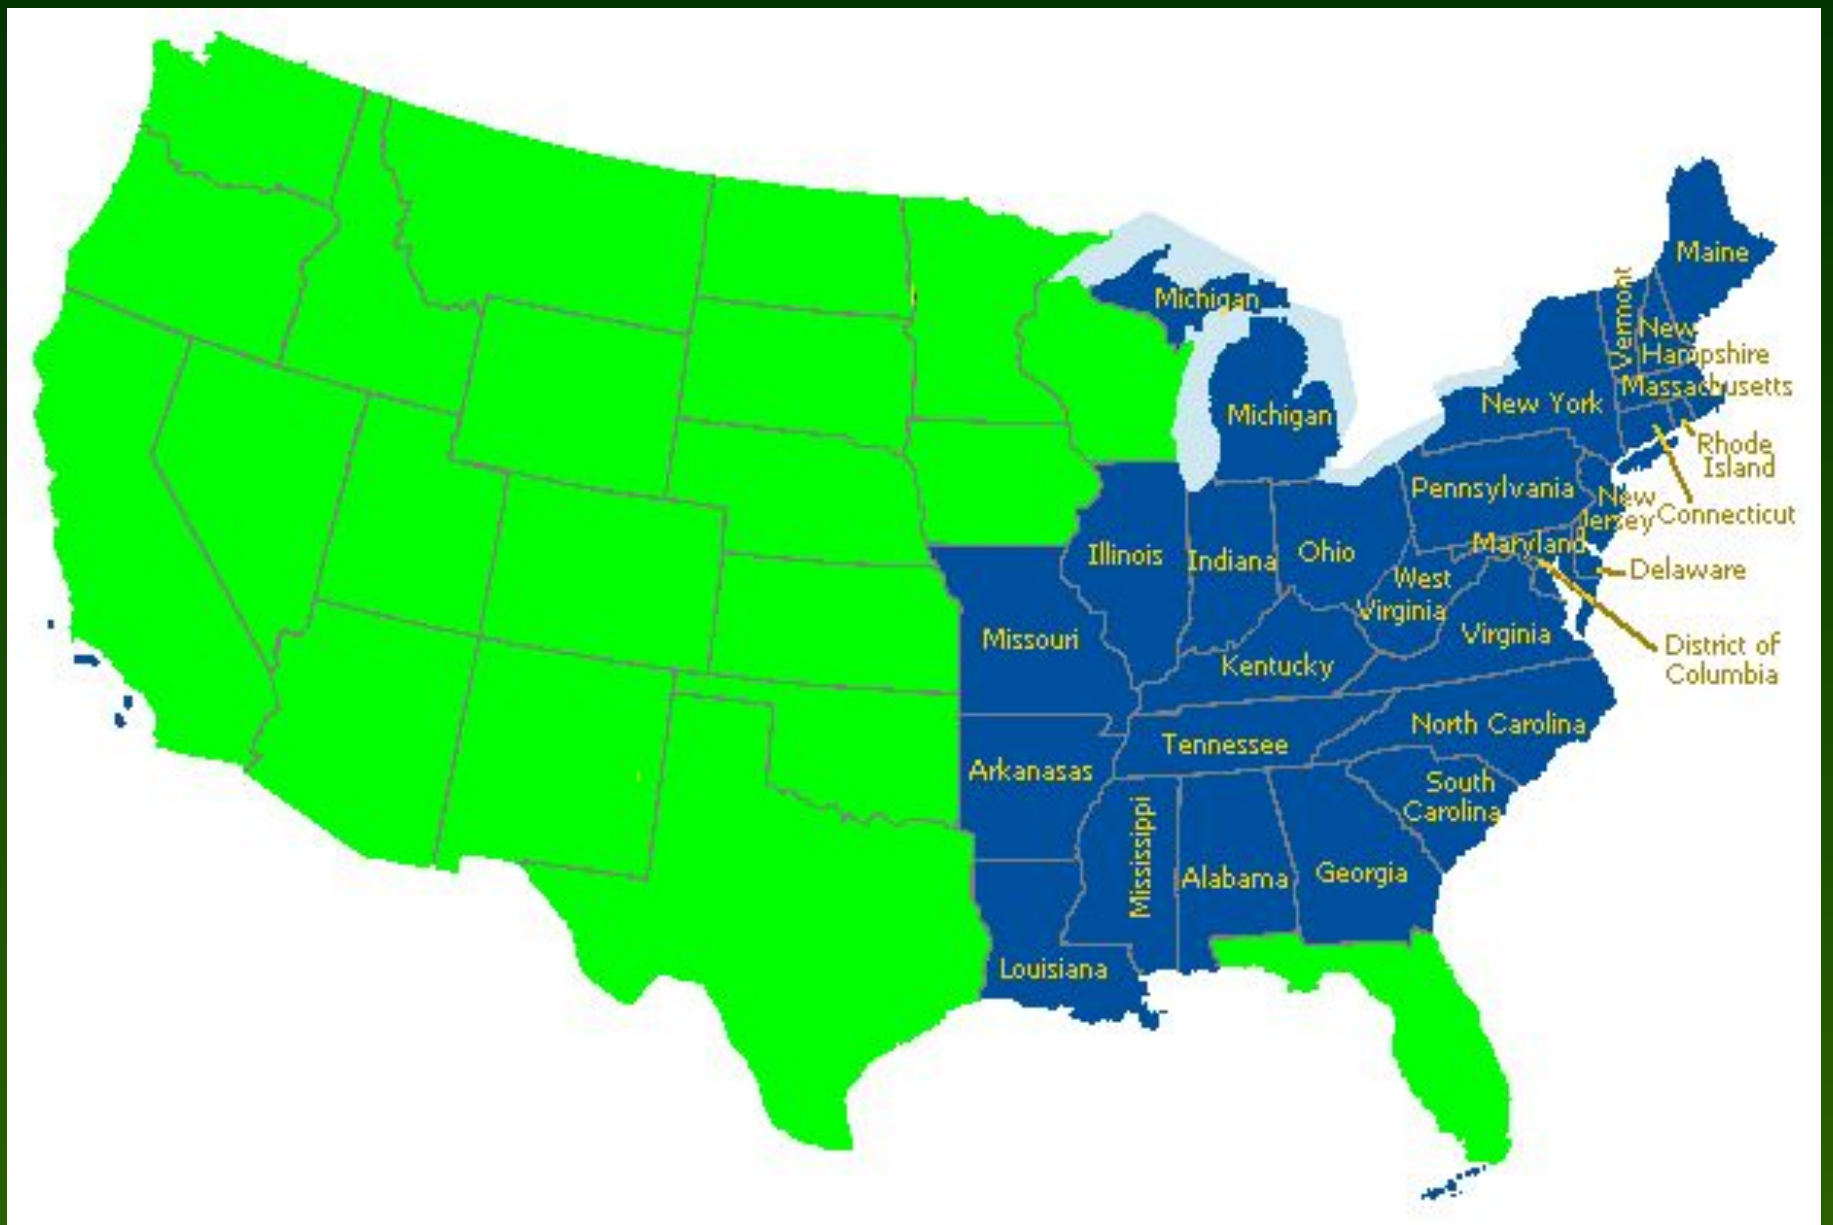 Maine
Vermont
Michigan
New
Hampshire
Massachusetts
New York
Michigan
Rhode
Island
Pennsylvania
New
Jersey
Connecticut
Maryland
Illinois
Indiana
Ohio
Delaware
West
Virginia
Missouri
Virginia
District of
Columbia
Kentucky
North Carolina
Tennessee
Arkanasas
South
Carolina
Mississippi
Alabama
Georgia
Louisiana